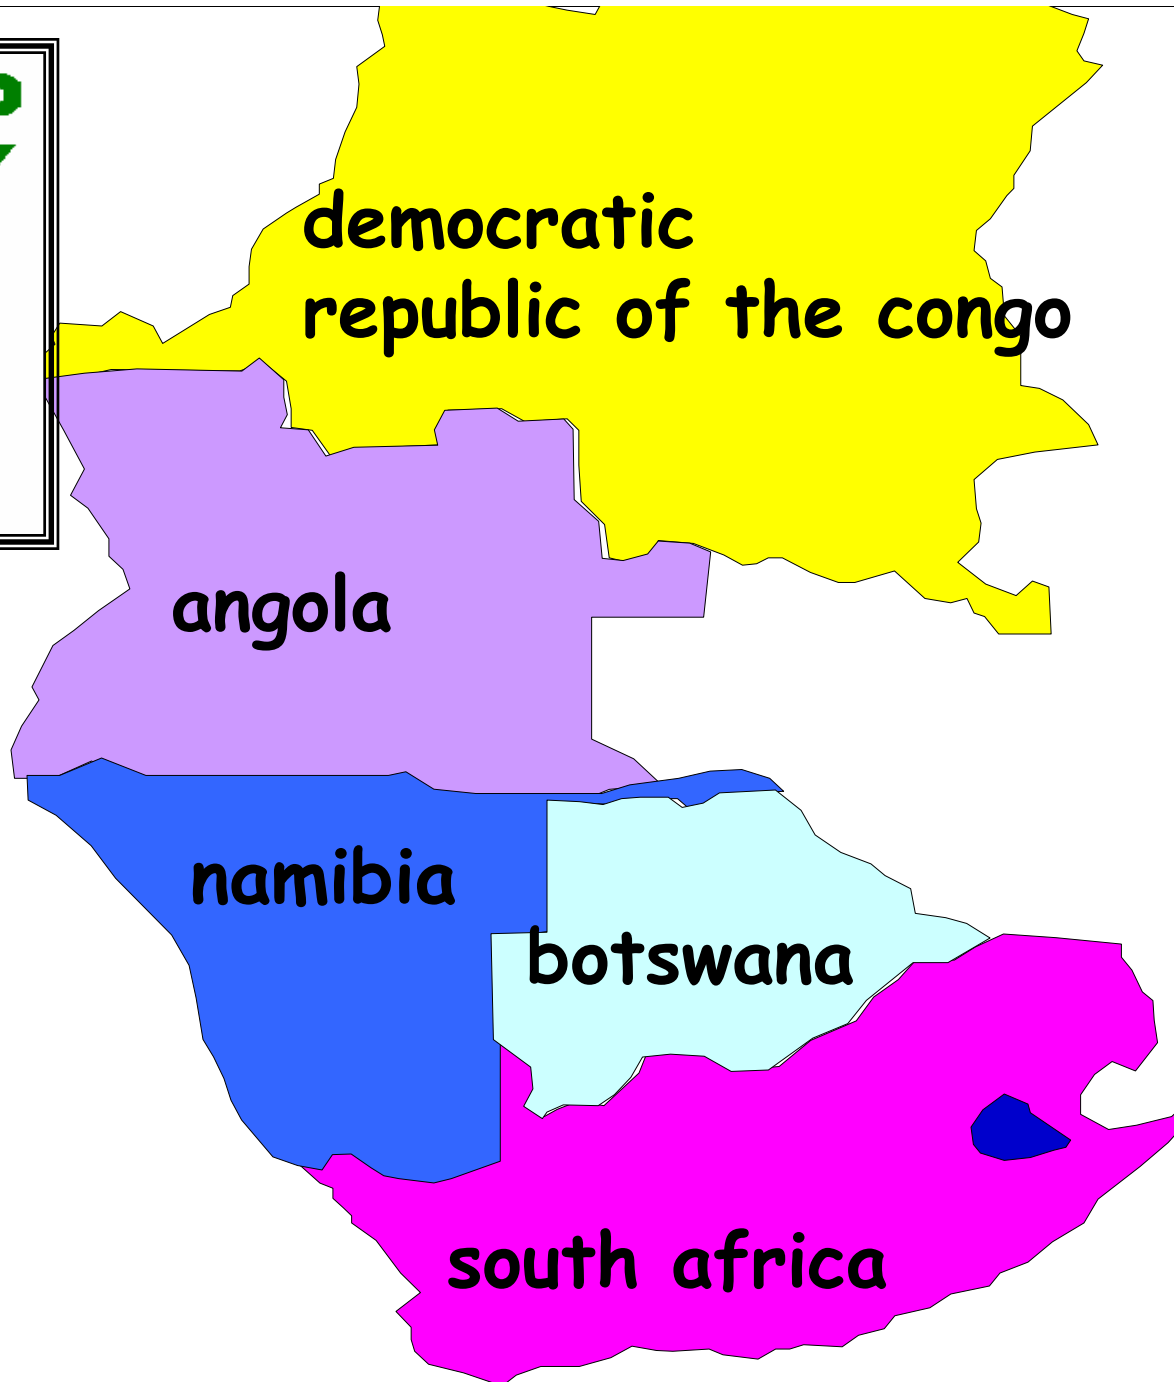 democratic
republic of the congo
angola
namibia
botswana
south africa